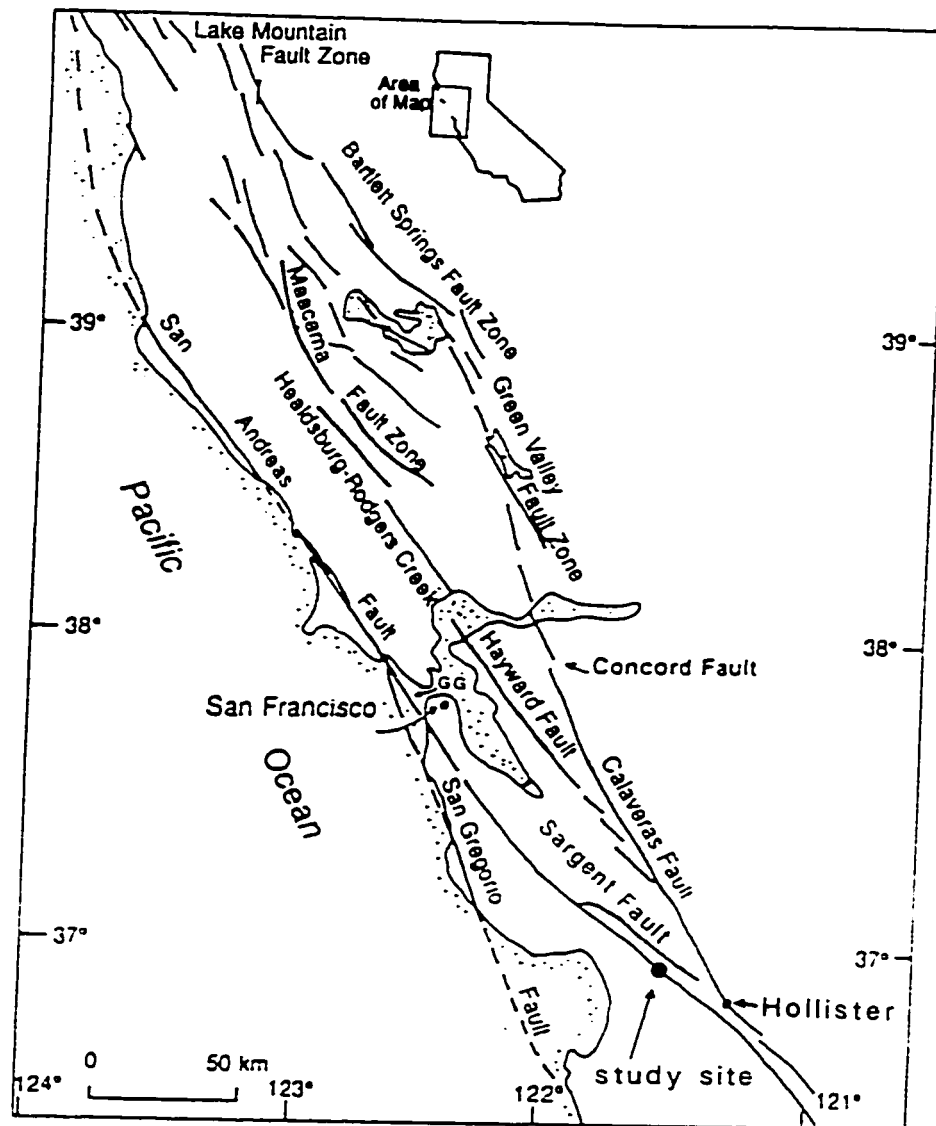 Lake Mountain
Fault Zone
Area
of Map
Bartlett Springs Fault Zone
Maacama
Fault Zone
39°
39°
San
Andreas
Fault
Healdsburg-Rodgers Creek
Green Valley
Fault Zone
Pacific
Ocean
38°
38°
Concord Fault
Hayward Fault
GG
San Francisco
Calaveras Fault
San Gregorio
Fault
Sargent Fault
37°
37°
Hollister
study site
0 50 km
124°
123°
122°
121°